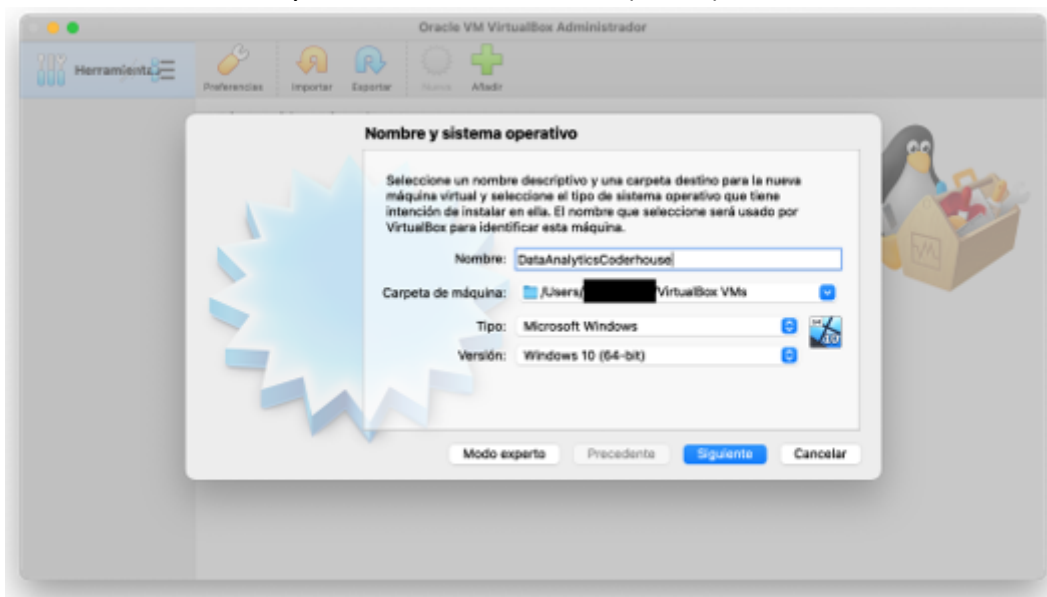 Oracle VM VirtualBox Administrador
Herramientas
Preferencias Importar Exportar Nueva Añadir
Nombre y sistema operativo
Seleccione un nombre descriptivo y una carpeta destino para la nueva
máquina virtual y seleccione el tipo de sistema operativo que tiene
intención de instalar en ella. El nombre que seleccione será usado por
VirtualBox para identificar esta máquina.
Nombre: DataAnalyticsCoderhouse
Carpeta de máquina: /Users/ VirtualBox VMs
Tipo: Microsoft Windows
Versión: Windows 10 (64-bit)
Modo experto Precedente Siguiente Cancelar